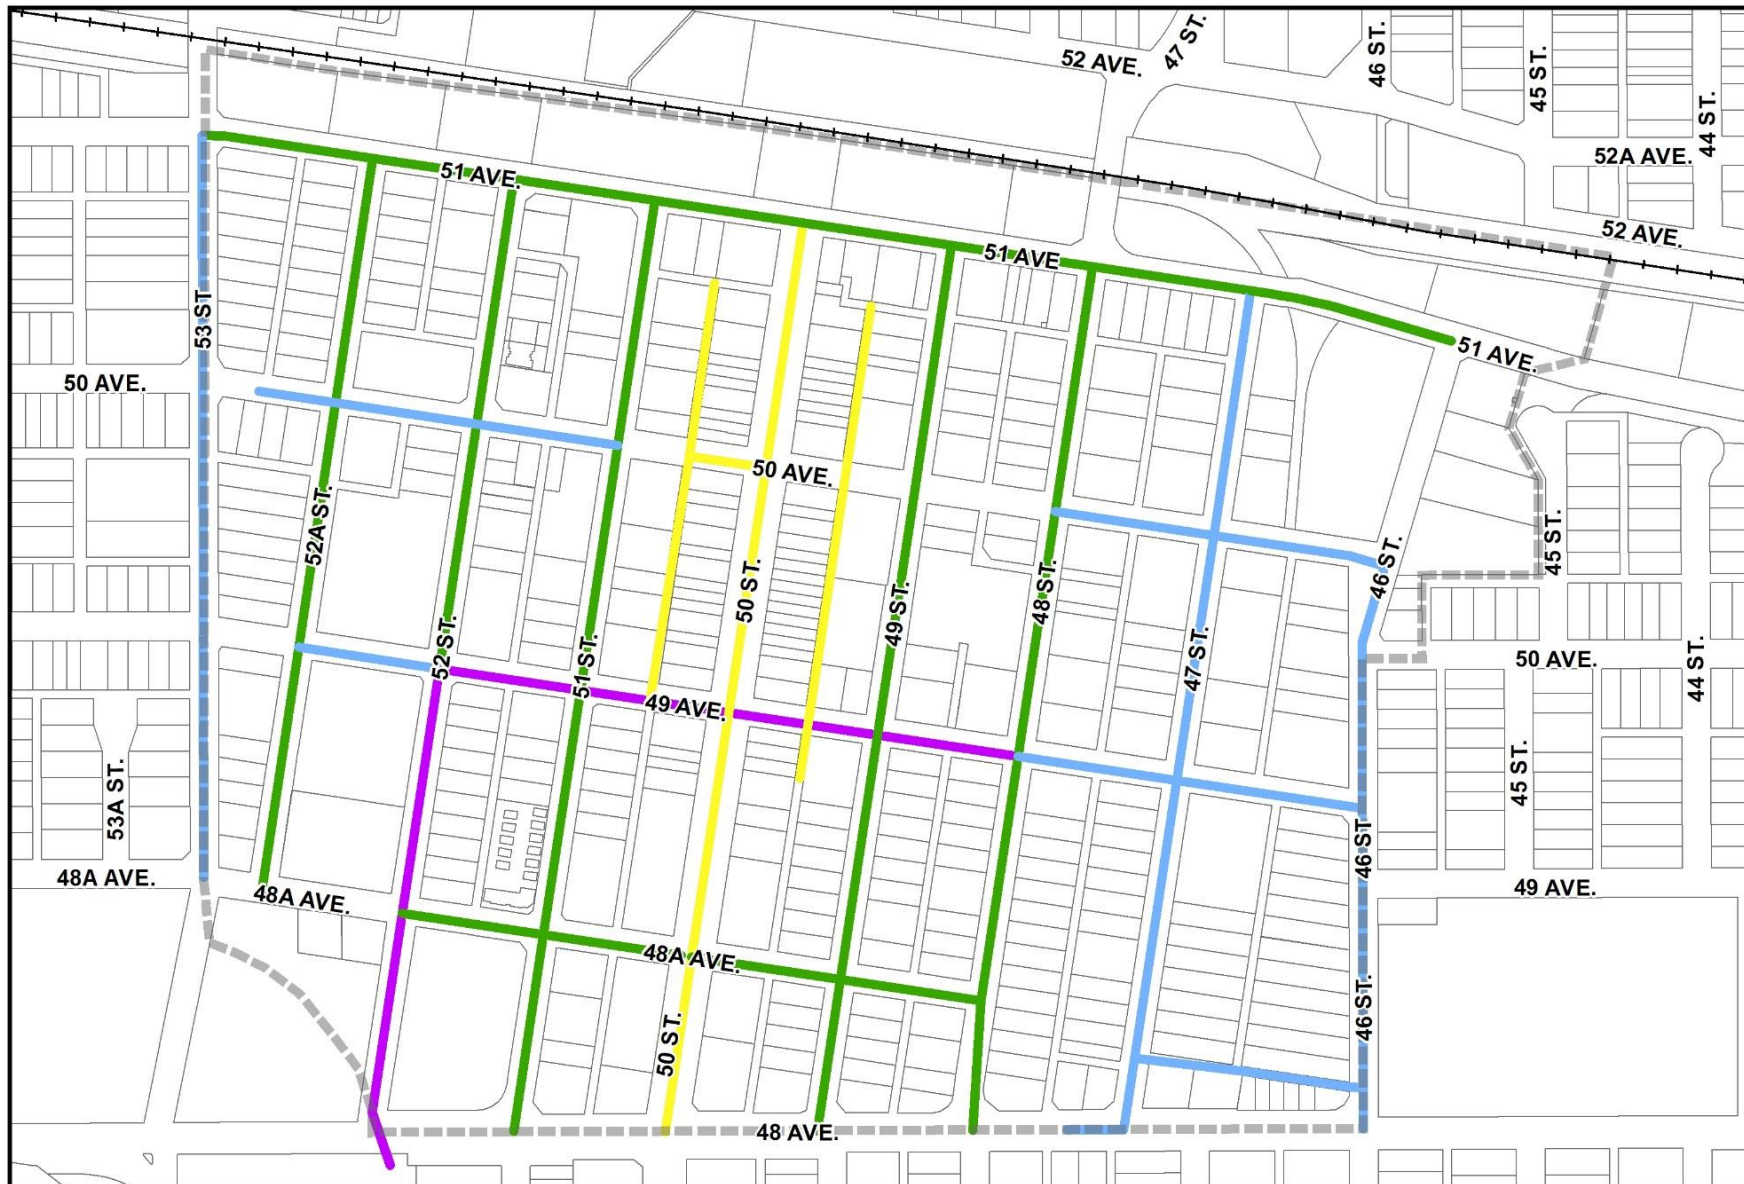 47 ST.
46 ST.
52 AVE.
45 ST.
44 ST.
52A AVE.
51 AVE.
52 AVE.
51 AVE
53 ST
51 AVE.
50 AVE.
50 AVE.
52A ST.
45 ST.
46 ST.
50 ST.
48 ST.
49 ST.
52 ST.
51 ST.
47 ST.
50 AVE.
44 ST.
49 AVE.
45 ST.
53A ST.
46 ST
48A AVE.
48A AVE.
49 AVE.
48A AVE.
46 ST.
50 ST.
48 AVE.